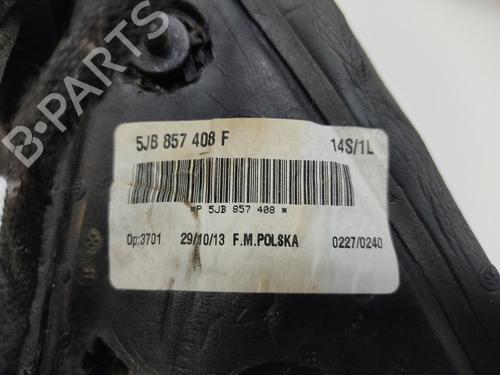 5JB 857 408 F 14S/1L
*P 5JB 857 408 *
Op:3701 29/10/13 F.M.POLSKA 0227/0240
B-PARTS